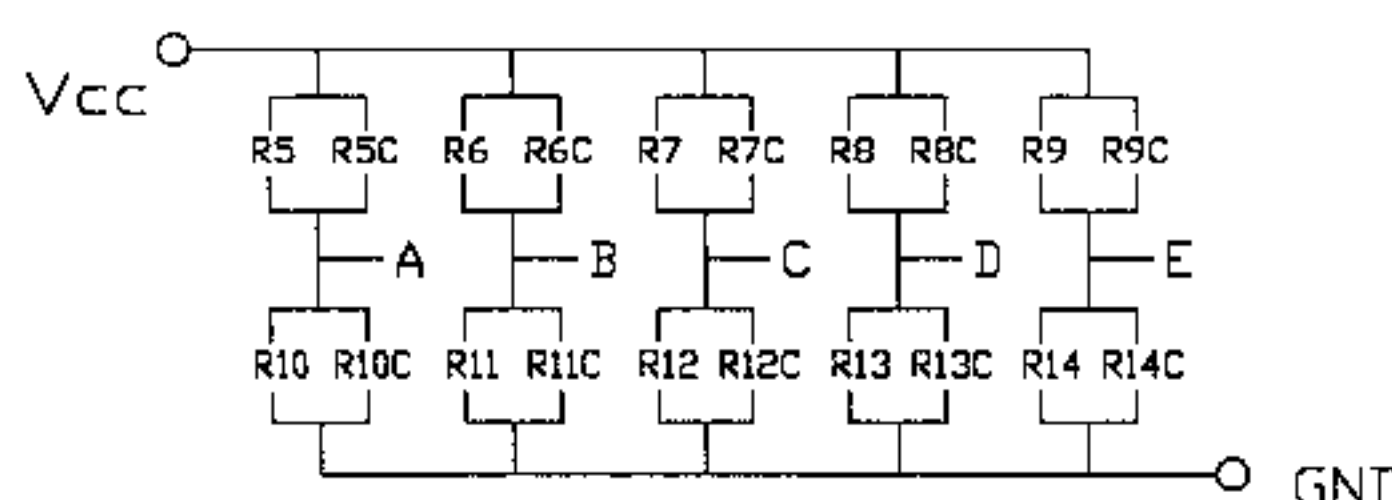 Vcc
R5 R5C R6 R6C R7 R7C R8 R8C R9 R9C
A B C D E
R10 R10C R11 R11C R12 R12C R13 R13C R14 R14C
GND